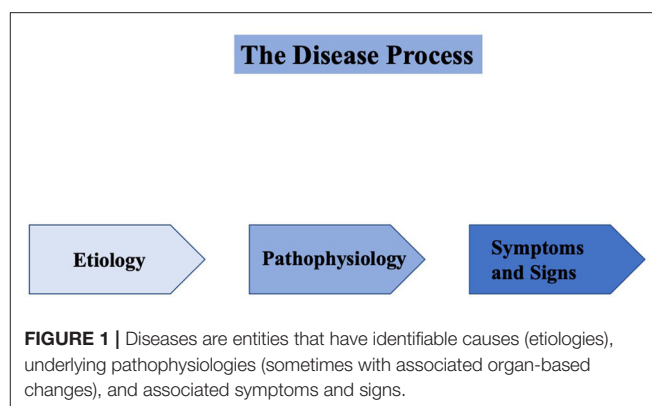 The Disease Process
Etiology
Pathophysiology
Symptoms
and Signs
FIGURE 1 | Diseases are entities that have identifiable causes (etiologies),
underlying pathophysiologies (sometimes with associated organ-based
changes), and associated symptoms and signs.